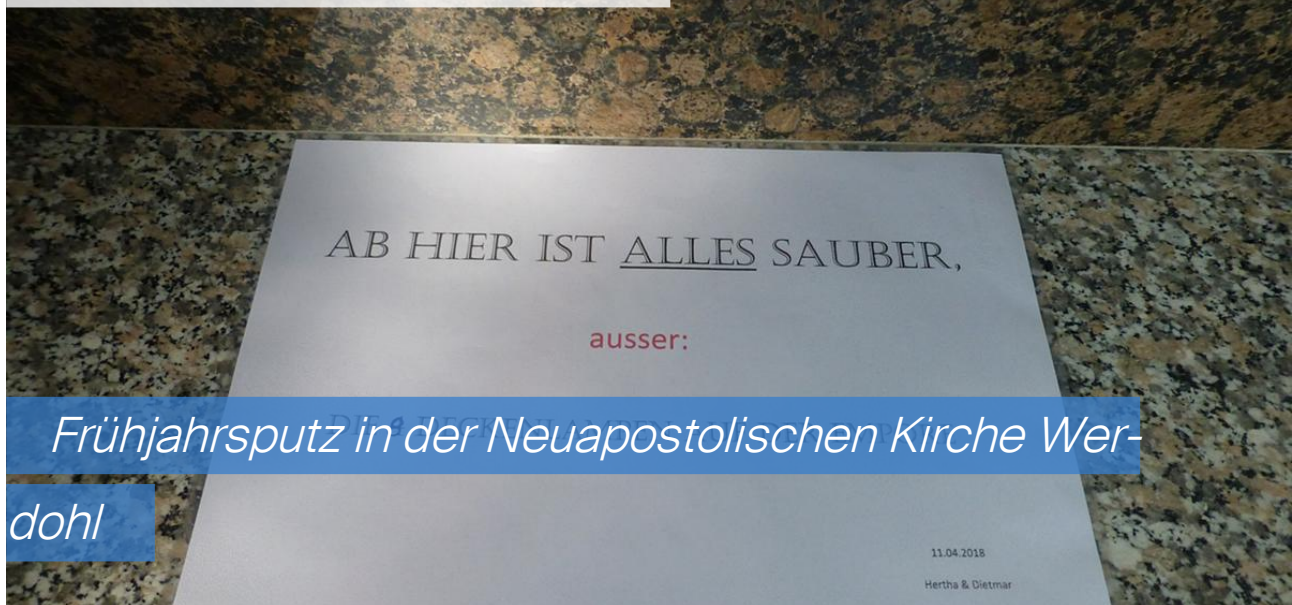 AB HIER IST ALLES SAUBER,
ausser:
Frühjahrsputz in der Neuapostolischen Kirche Wer-
dohl
11.04.2018
Hertha & Dietmar